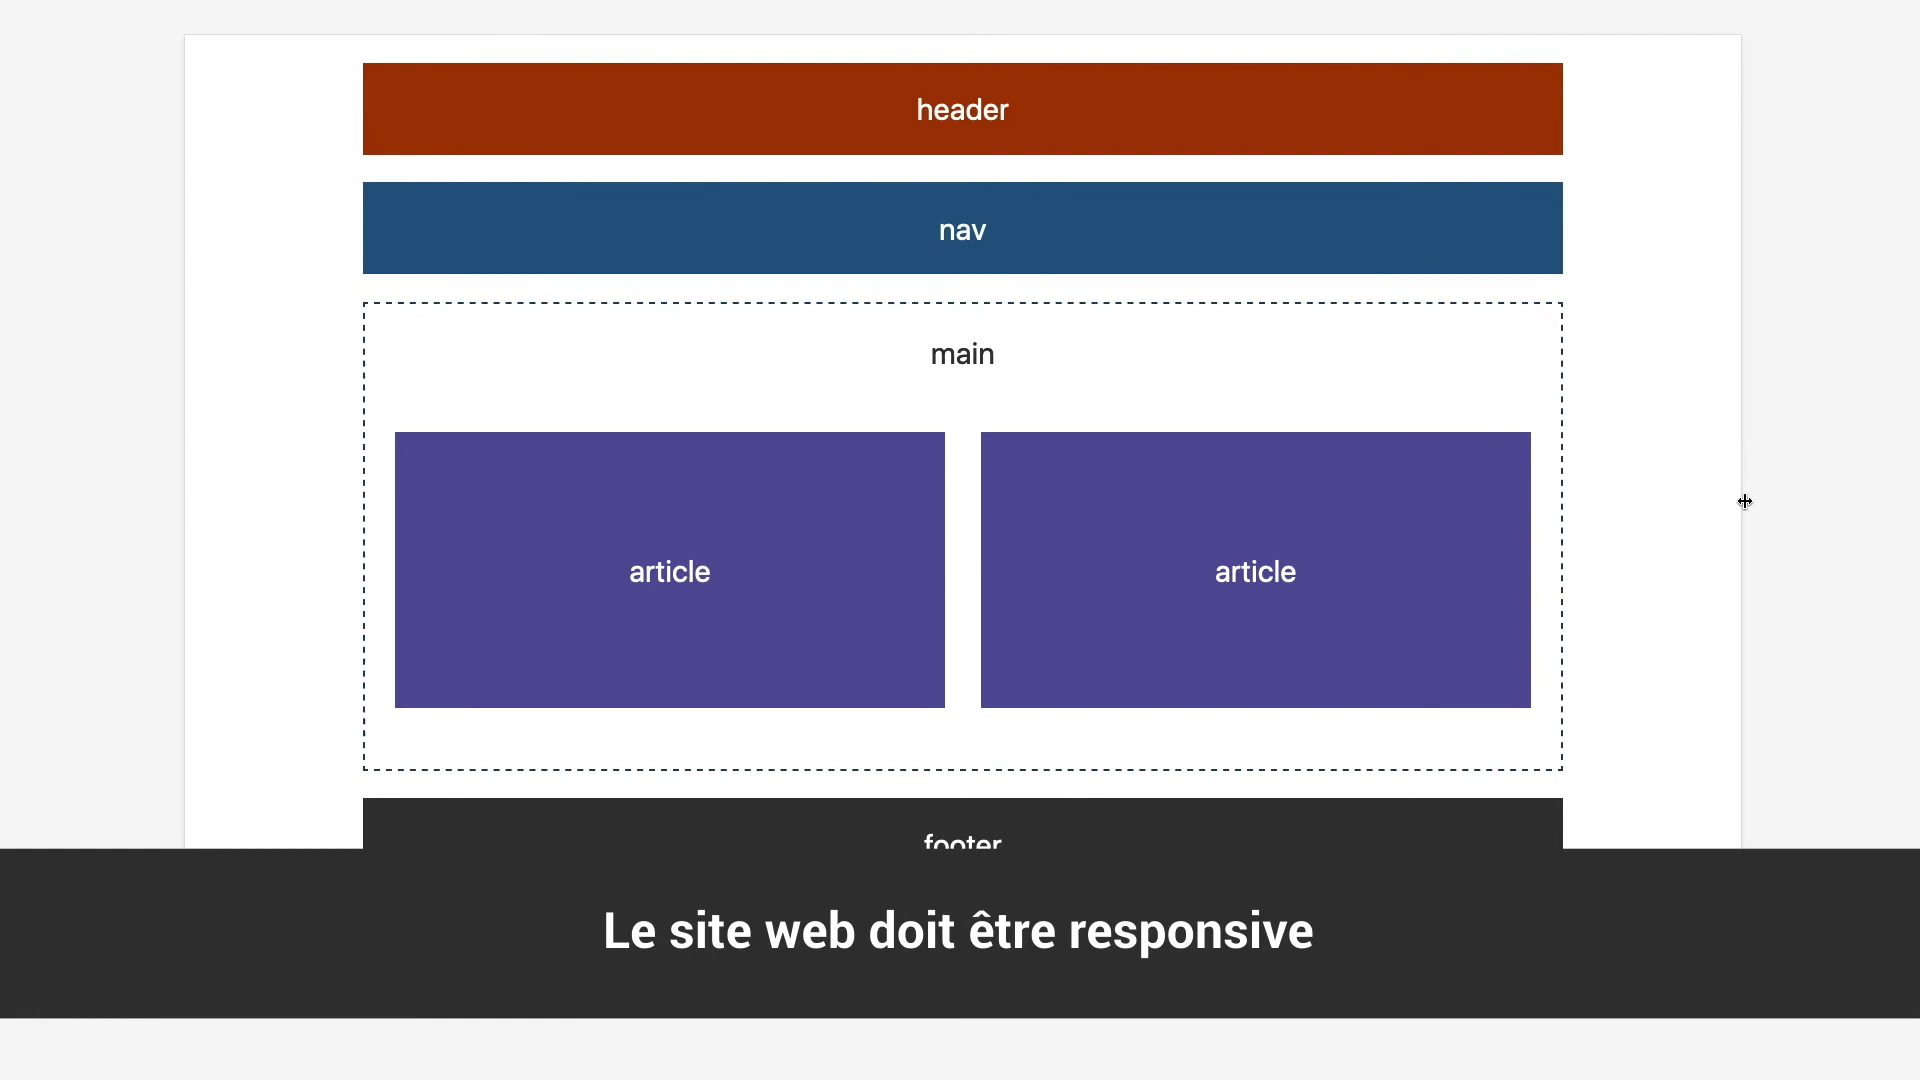 header
nav
main
article article
footer
Le site web doit être responsive